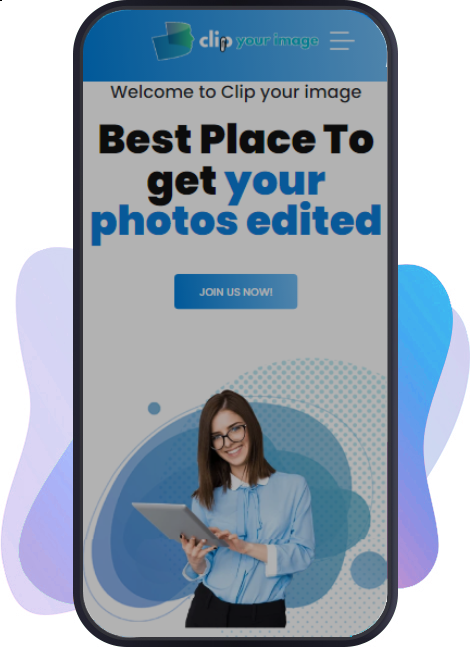 clip your image
Welcome to Clip your image
Best Place To
get your
photos edited
JOIN US NOW!